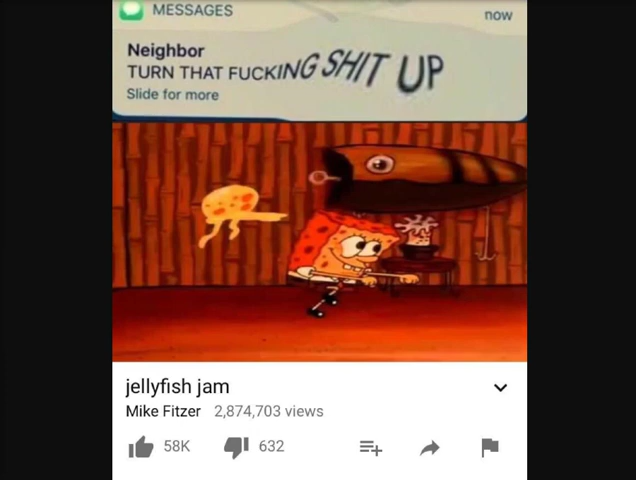 MESSAGES now
Neighbor
TURN THAT FUCKING SHIT UP
Slide for more
jellyfish jam
Mike Fitzer 2,874,703 views
58K 632